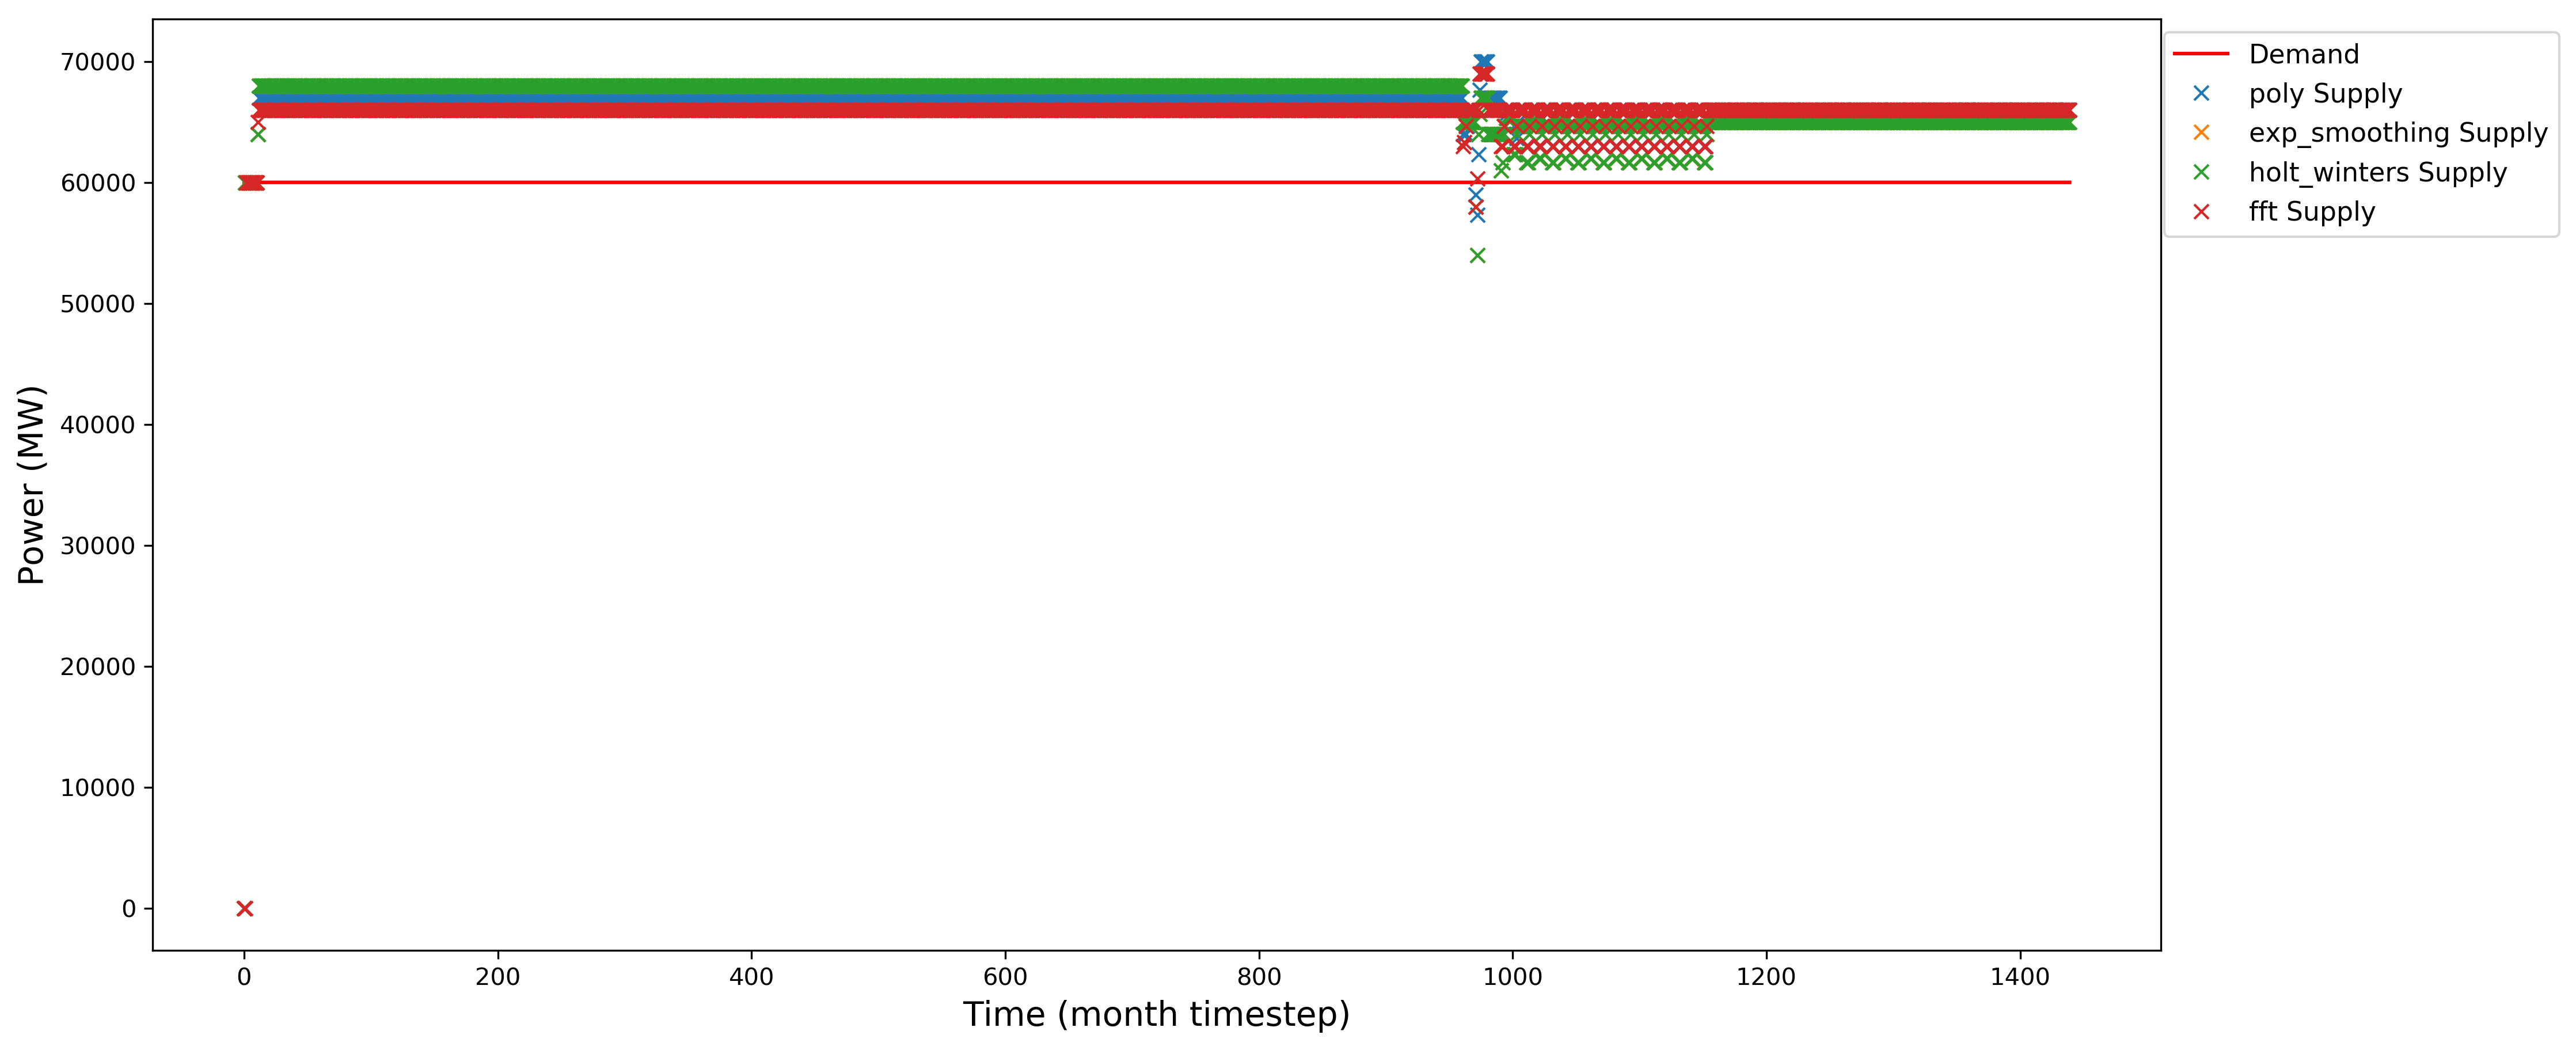 70000
60000
50000
40000
30000
20000
10000
0
Power (MW)
0 200 400 600 800 1000 1200 1400
Time (month timestep)
Demand
poly Supply
exp_smoothing Supply
holt_winters Supply
fft Supply